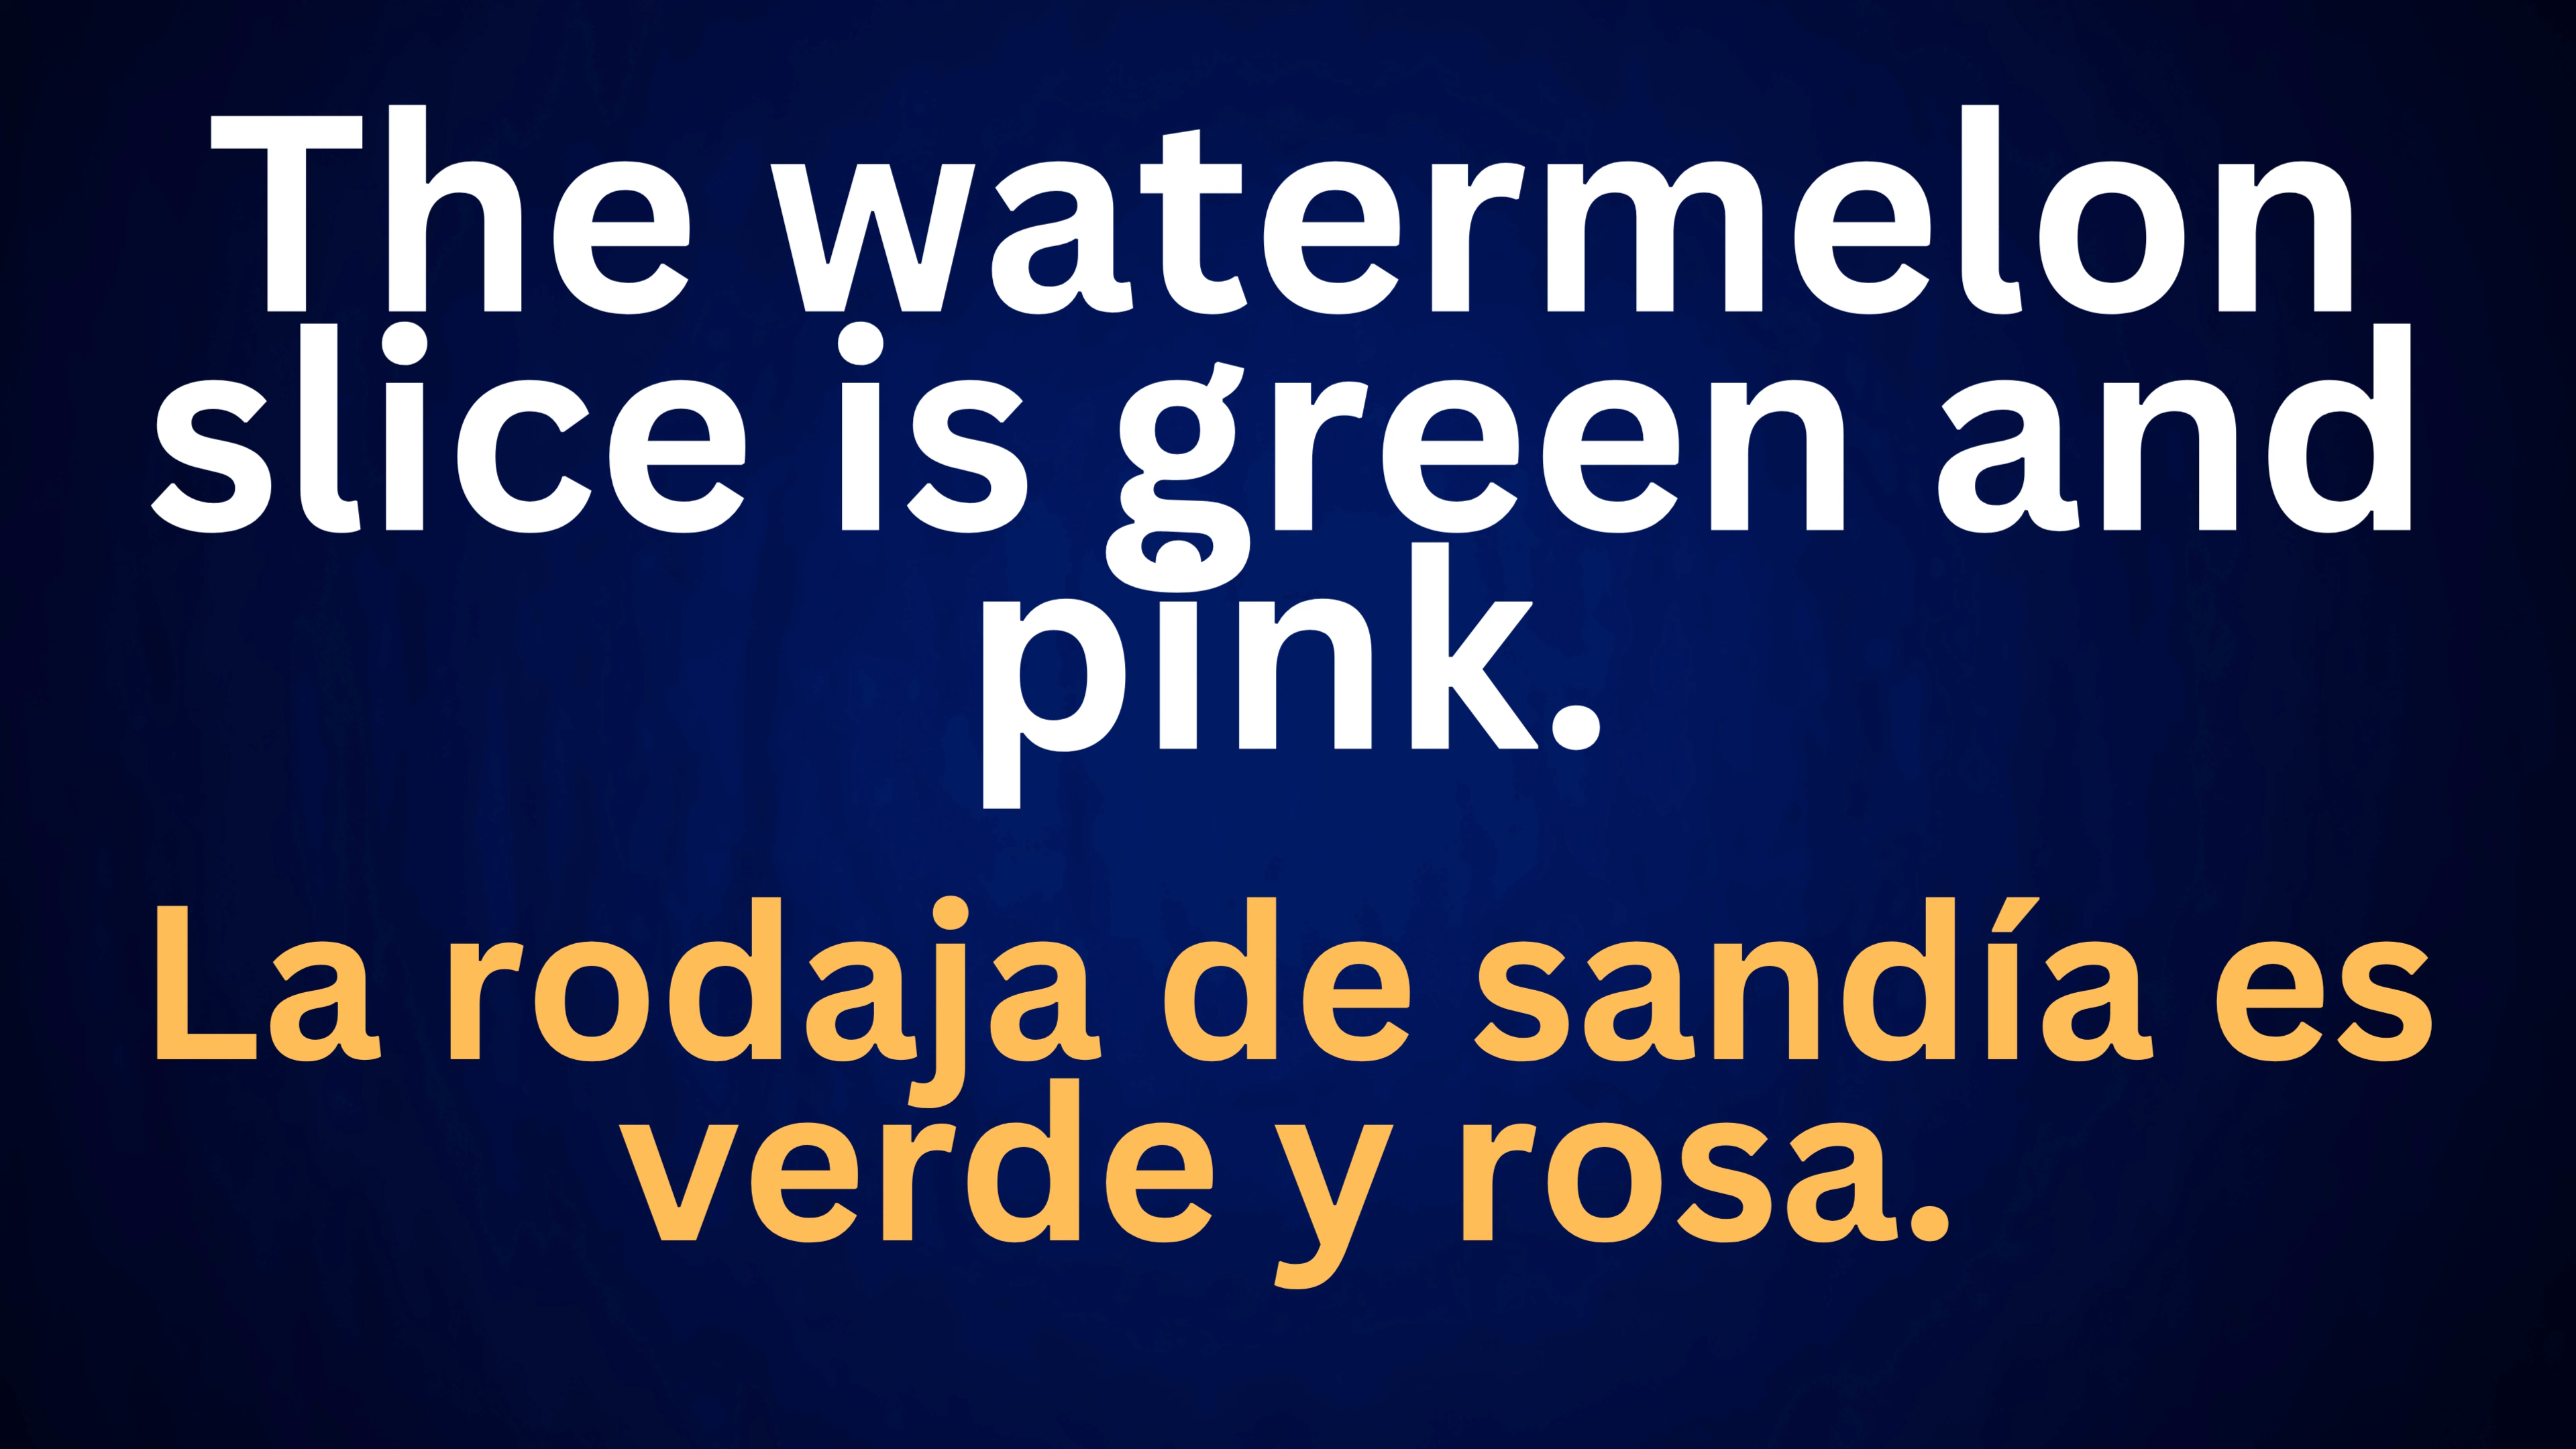 The watermelon
slice is green and
pink.
La rodaja de sandía es
verde y rosa.